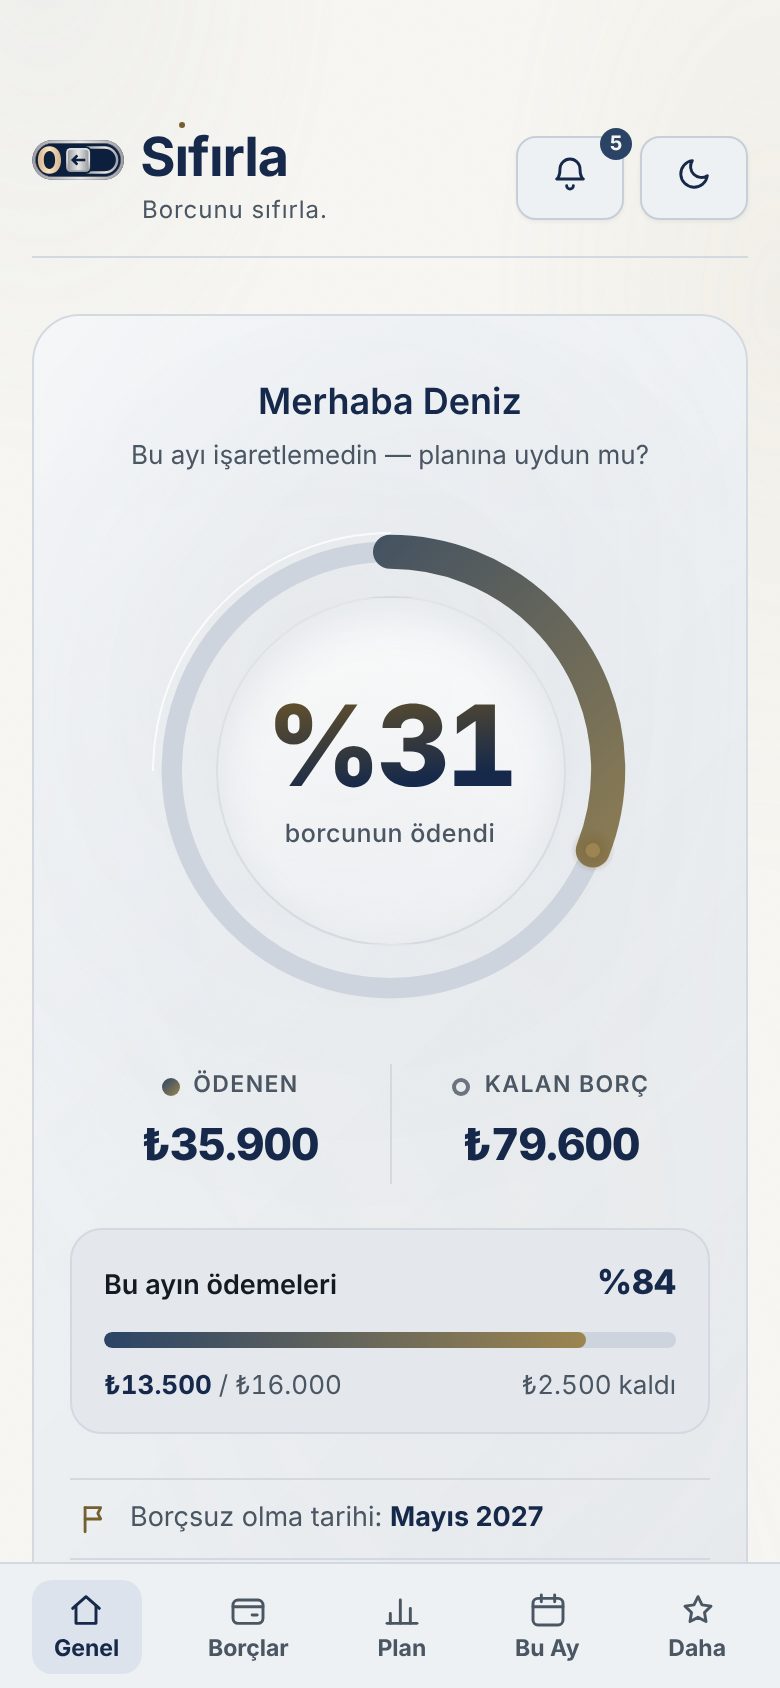 Sıfırla
Borcunu sıfırla.
5
Merhaba Deniz
Bu ayı işaretlemedin — planına uydun mu?
%31
borcunun ödendi
ÖDENEN
₺35.900
KALAN BORÇ
₺79.600
Bu ayın ödemeleri
%84
₺13.500 / ₺16.000
₺2.500 kaldı
Borçsuz olma tarihi: Mayıs 2027
Genel
Borçlar
Plan
Bu Ay
Daha